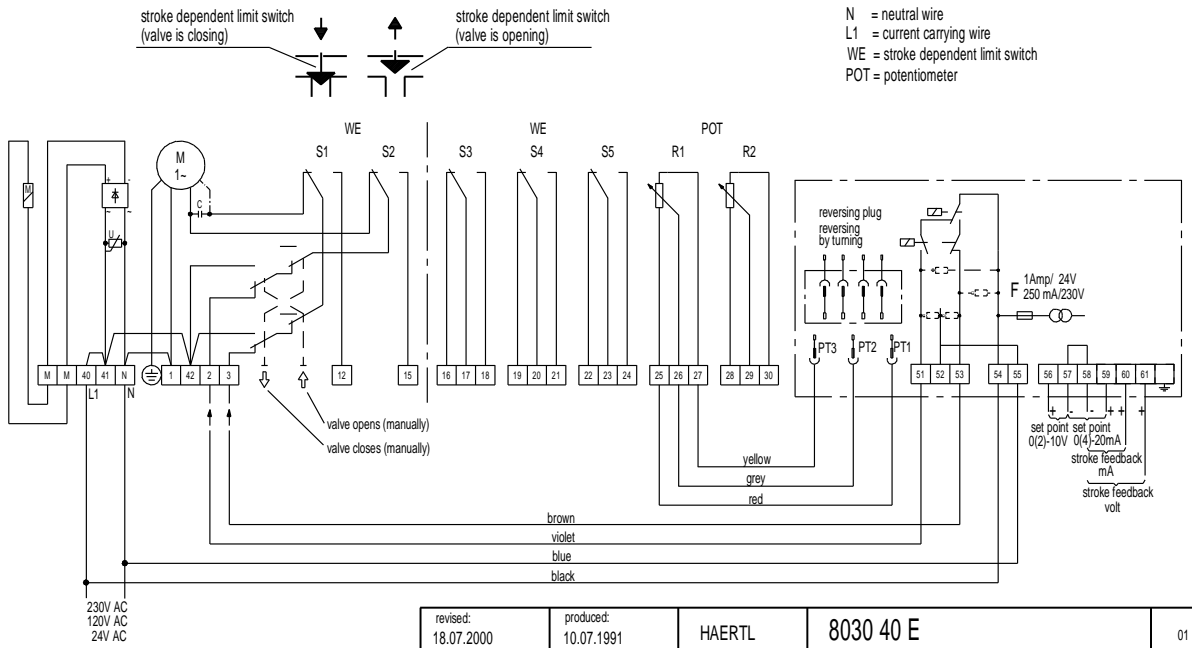 stroke dependent limit switch
(valve is closing)
stroke dependent limit switch
(valve is opening)
N = neutral wire
L1 = current carrying wire
WE = stroke dependent limit switch
POT = potentiometer
WE
WE
POT
M
1~
S1
S2
S3
S4
S5
R1
R2
M
+
-
~
~
U
C
reversing plug
reversing
by turning
F
1Amp/ 24V
250 mA/230V
PT3
PT2
PT1
M
M
40
41
N
1
42
2
3
12
15
16
17
18
19
20
21
22
23
24
25
26
27
28
29
30
51
52
53
54
55
56
57
58
59
60
61
L1
N
+
-
-
+
+
+
set point
0(2)-10V
set point
0(4)-20mA
stroke feedback
mA
stroke feedback
volt
valve opens (manually)
valve closes (manually)
yellow
grey
red
brown
violet
blue
black
230V AC
120V AC
24V AC
revised:
18.07.2000
produced:
10.07.1991
HAERTL
8030 40 E
01